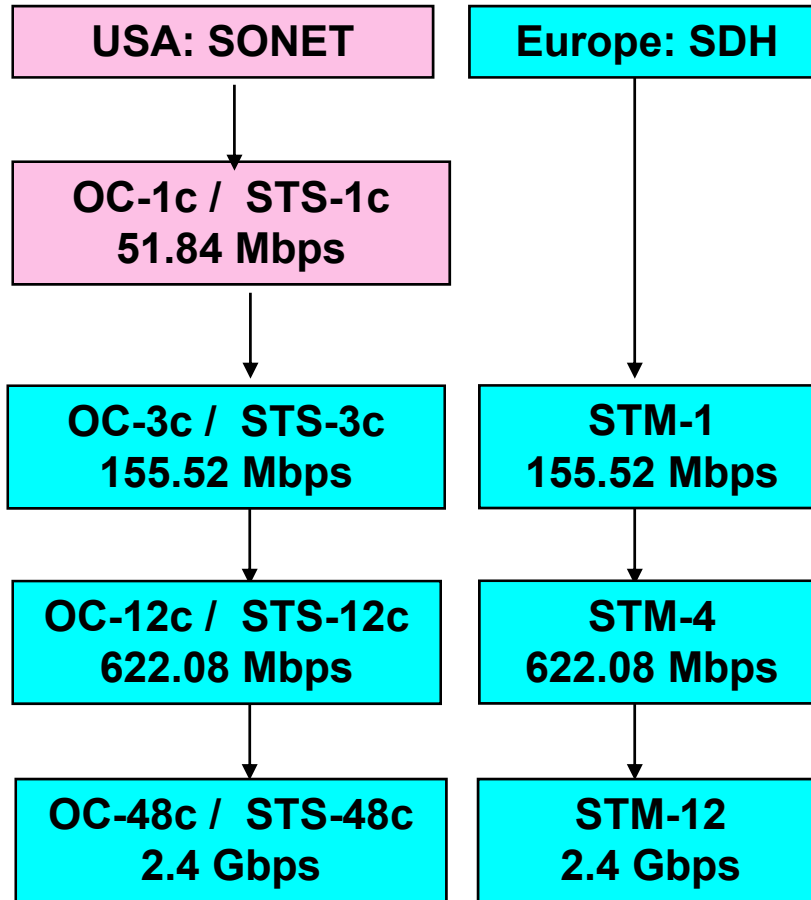 USA: SONET
Europe: SDH
OC-1c / STS-1c
51.84 Mbps
OC-3c / STS-3c
155.52 Mbps
STM-1
155.52 Mbps
OC-12c / STS-12c
622.08 Mbps
STM-4
622.08 Mbps
OC-48c / STS-48c
2.4 Gbps
STM-12
2.4 Gbps